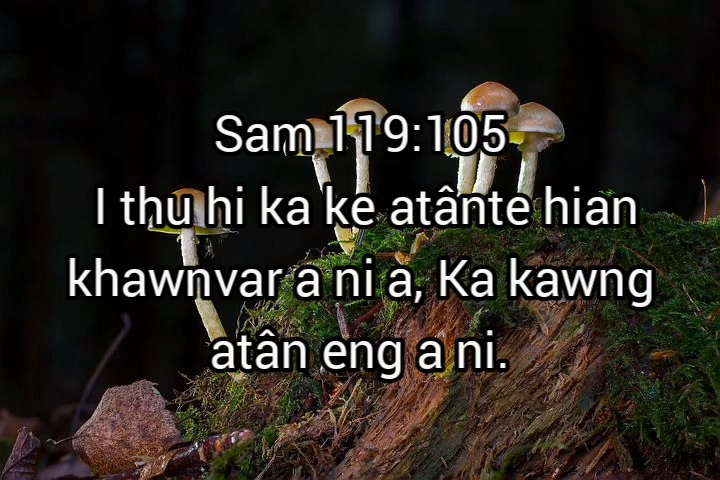 Sam 119:105
I thu hi ka ke atânte hian
khawnvar a ni a, Ka kawng
atân eng a ni.